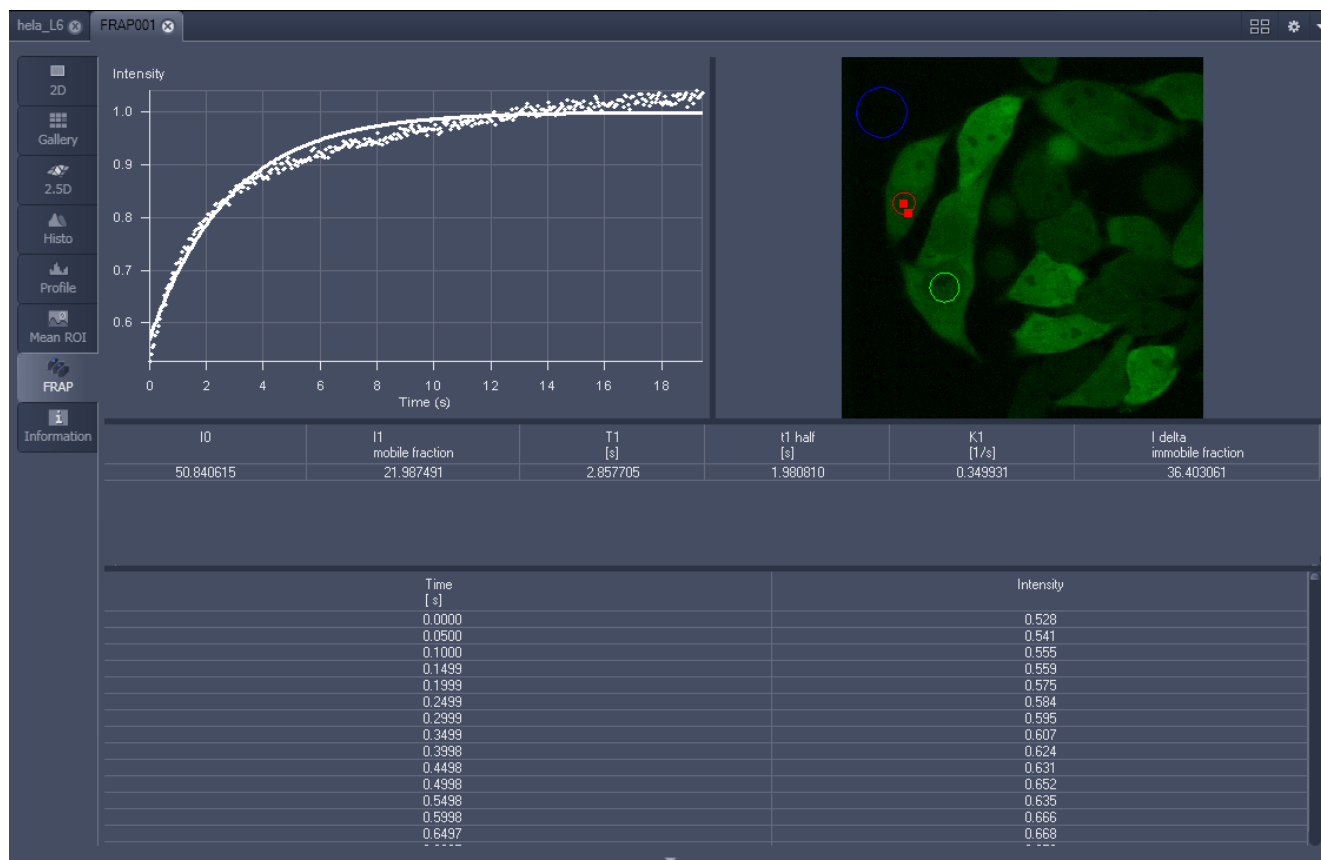 hela_L6 FRAP001
2D
Gallery
2.5D
Histo
Profile
Mean ROI
FRAP
Information
Intensity
1.0
0.9
0.8
0.7
0.6
0 2 4 6 8 10 12 14 16 18
Time (s)
I0 I1 T1 t1 half K1 I delta
mobile fraction [s] [s] [1/s] immobile fraction
50.840615 21.987491 2.857705 1.980810 0.349931 36.403061
Time Intensity
[ s]
0.0000 0.528
0.0500 0.541
0.1000 0.555
0.1499 0.559
0.1999 0.575
0.2499 0.584
0.2999 0.595
0.3499 0.607
0.3998 0.624
0.4498 0.631
0.4998 0.652
0.5498 0.635
0.5998 0.666
0.6497 0.668